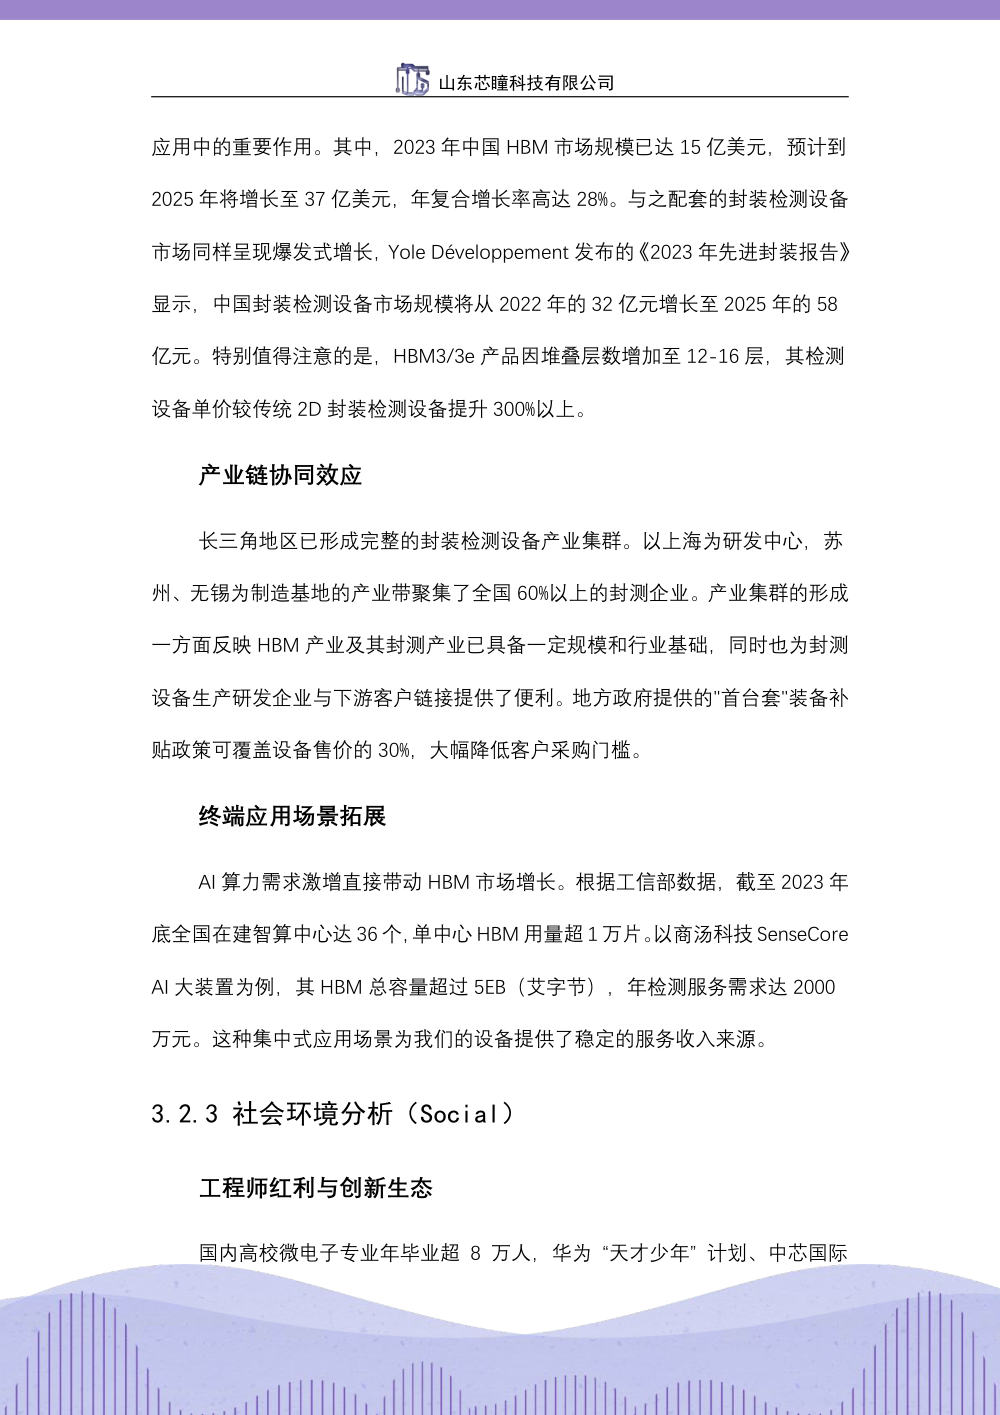 山东芯瞳科技有限公司
应用中的重要作用。其中，2023 年中国 HBM 市场规模已达 15 亿美元，预计到
2025 年将增长至 37 亿美元，年复合增长率高达 28%。与之配套的封装检测设备
市场同样呈现爆发式增长，Yole Développement 发布的《2023 年先进封装报告》
显示，中国封装检测设备市场规模将从 2022 年的 32 亿元增长至 2025 年的 58
亿元。特别值得注意的是，HBM3/3e 产品因堆叠层数增加至 12-16 层，其检测
设备单价较传统 2D 封装检测设备提升 300%以上。
产业链协同效应
长三角地区已形成完整的封装检测设备产业集群。以上海为研发中心，苏
州、无锡为制造基地的产业带聚集了全国 60%以上的封测企业。产业集群的形成
一方面反映 HBM 产业及其封测产业已具备一定规模和行业基础，同时也为封测
设备生产研发企业与下游客户链接提供了便利。地方政府提供的"首台套"装备补
贴政策可覆盖设备售价的 30%，大幅降低客户采购门槛。
终端应用场景拓展
AI 算力需求激增直接带动 HBM 市场增长。根据工信部数据，截至 2023 年
底全国在建智算中心达 36 个，单中心 HBM 用量超 1 万片。以商汤科技 SenseCore
AI 大装置为例，其 HBM 总容量超过 5EB（艾字节），年检测服务需求达 2000
万元。这种集中式应用场景为我们的设备提供了稳定的服务收入来源。
3.2.3 社会环境分析（Social）
工程师红利与创新生态
国内高校微电子专业年毕业超 8 万人，华为 “天才少年” 计划、中芯国际